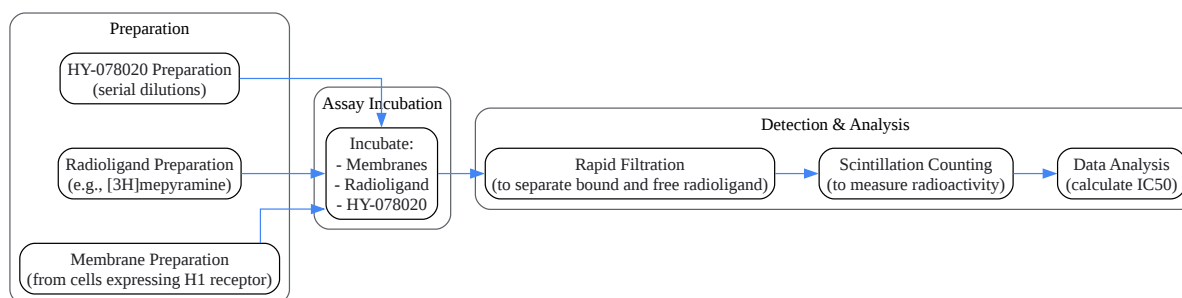 Preparation
HY-078020 Preparation
(serial dilutions)
Radioligand Preparation
(e.g., [3H]mepyramine)
Membrane Preparation
(from cells expressing H1 receptor)
Assay Incubation
Incubate:
- Membranes
- Radioligand
- HY-078020
Detection & Analysis
Rapid Filtration
(to separate bound and free radioligand)
Scintillation Counting
(to measure radioactivity)
Data Analysis
(calculate IC50)